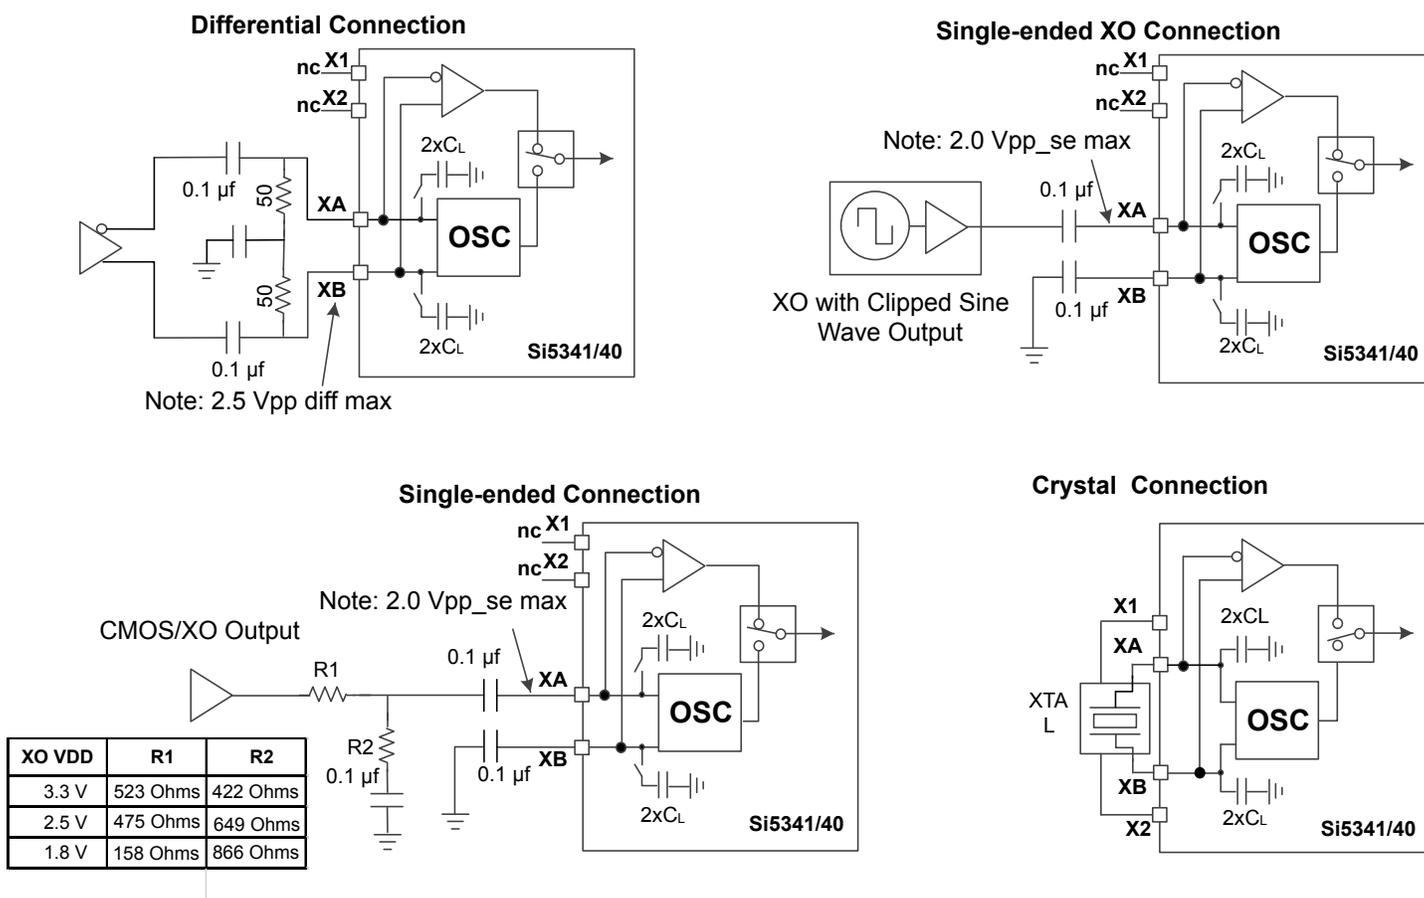 Differential Connection
nc X1
nc X2
2xCL
0.1 µf
50
XA
OSC
50
XB
2xCL
0.1 µf
Si5341/40
Note: 2.5 Vpp diff max
Single-ended XO Connection
nc X1
nc X2
Note: 2.0 Vpp_se max
2xCL
0.1 µf
XA
OSC
XB
0.1 µf
XO with Clipped Sine
Wave Output
2xCL
Si5341/40
Single-ended Connection
nc X1
nc X2
Note: 2.0 Vpp_se max
CMOS/XO Output
2xCL
0.1 µf
R1
XA
OSC
R2
XB
0.1 µf
0.1 µf
2xCL
Si5341/40
XO VDD R1 R2
3.3 V 523 Ohms 422 Ohms
2.5 V 475 Ohms 649 Ohms
1.8 V 158 Ohms 866 Ohms
Crystal Connection
X1
2xCL
XA
XTA
L
OSC
XB
2xCL
X2
Si5341/40